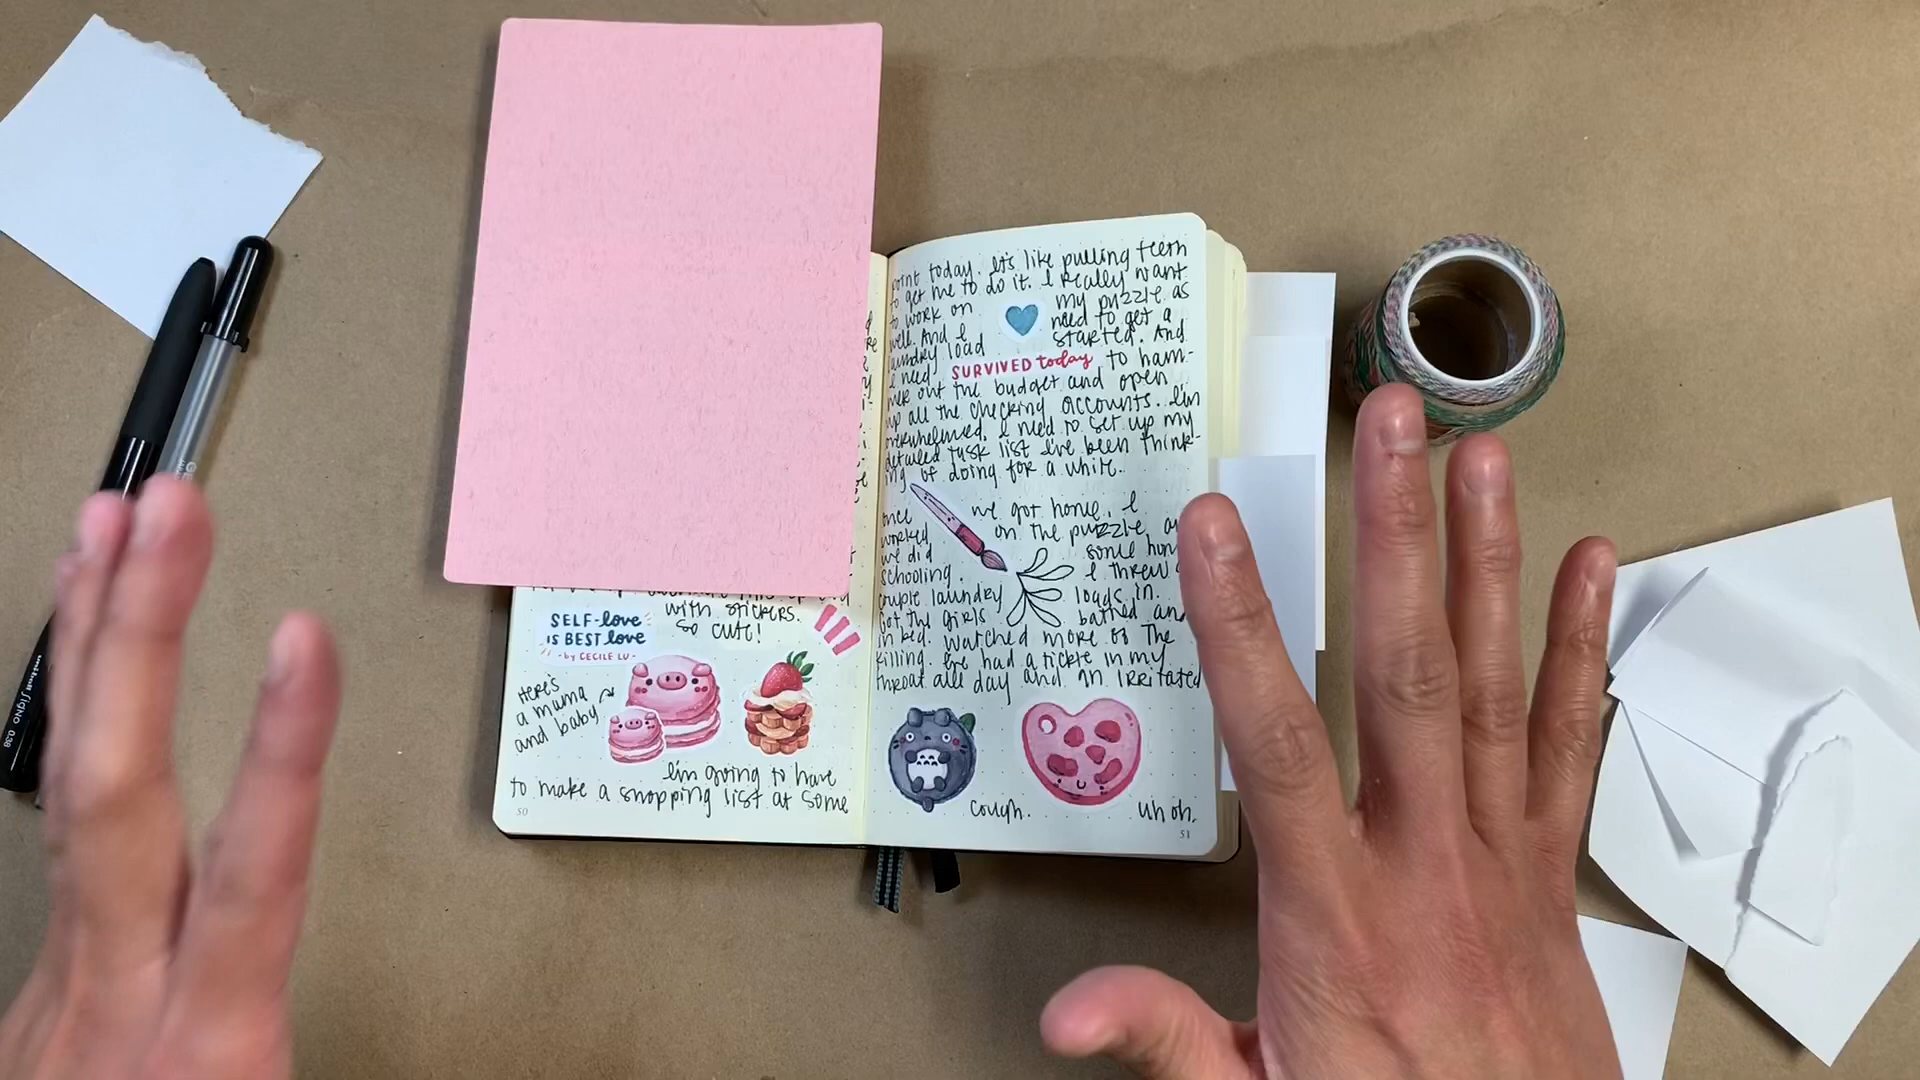 with stickers.
so cute!
SELF-love
IS BEST love
-by CECILE LU-
Here's
a mama
and baby
I'm going to have
to make a shopping list at some
50
point today. It's like pulling teeth
to get me to do it. I really want
to work on my puzzle as
well. And I need to get a
laundry load started. And
I need SURVIVED today to ham-
mer out the budget and open
up all the checking accounts. I'm
overwhelmed. I need to set up my
detailed task list I've been think-
ing of doing for a while.
once we got home, I
worked on the puzzle
we did some
schooling. I threw
couple laundry loads in.
Got the girls bathed and
in bed. Watched more of The
Killing. I've had a tickle in my
throat all day and an irritated
cough. uh oh.
51
uni-ball Signo 0.38